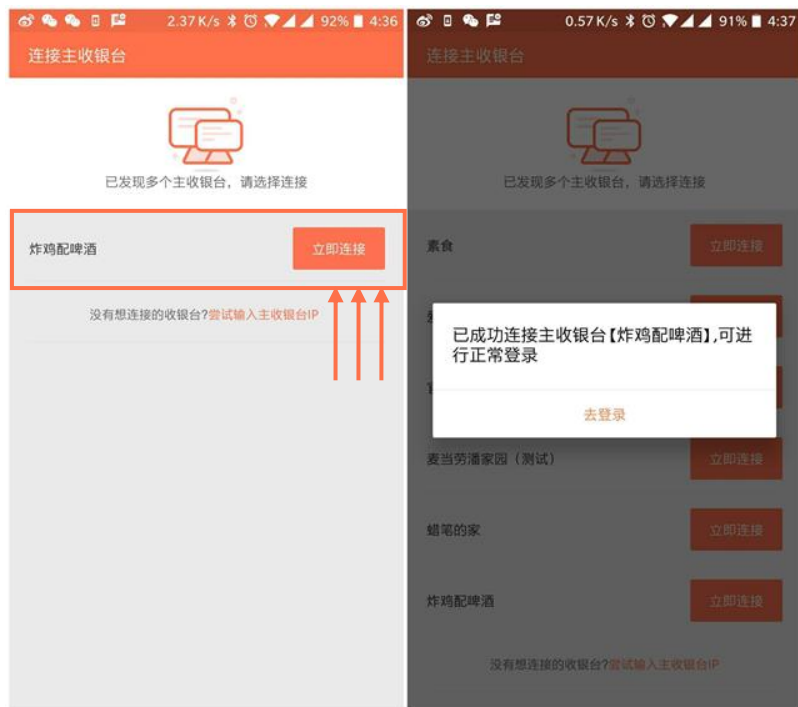 2.37 K/s 92% 4:36
连接主收银台
已发现多个主收银台，请选择连接
炸鸡配啤酒
立即连接
没有想连接的收银台?尝试输入主收银台IP
0.57 K/s 91% 4:37
连接主收银台
已发现多个主收银台，请选择连接
素食
立即连接
已成功连接主收银台【炸鸡配啤酒】,可进
行正常登录
去登录
麦当劳潘家园（测试）
立即连接
蜡笔的家
立即连接
炸鸡配啤酒
立即连接
没有想连接的收银台?尝试输入主收银台IP